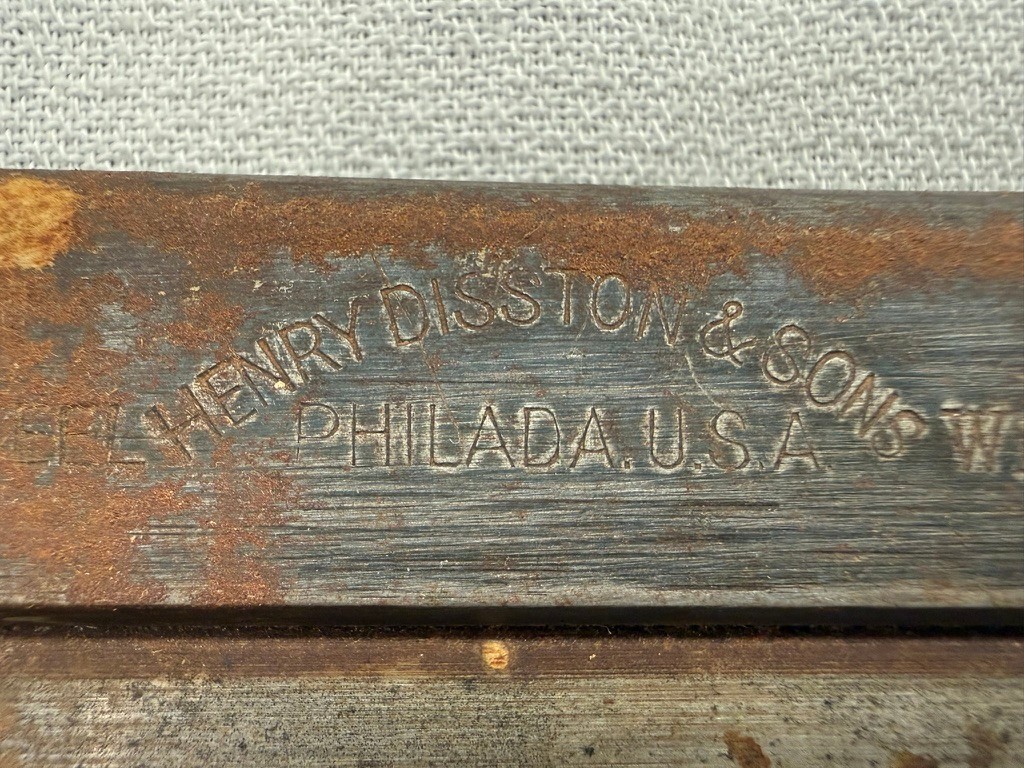 HENRY DISSTON & SONS
PHILADA. U.S.A.